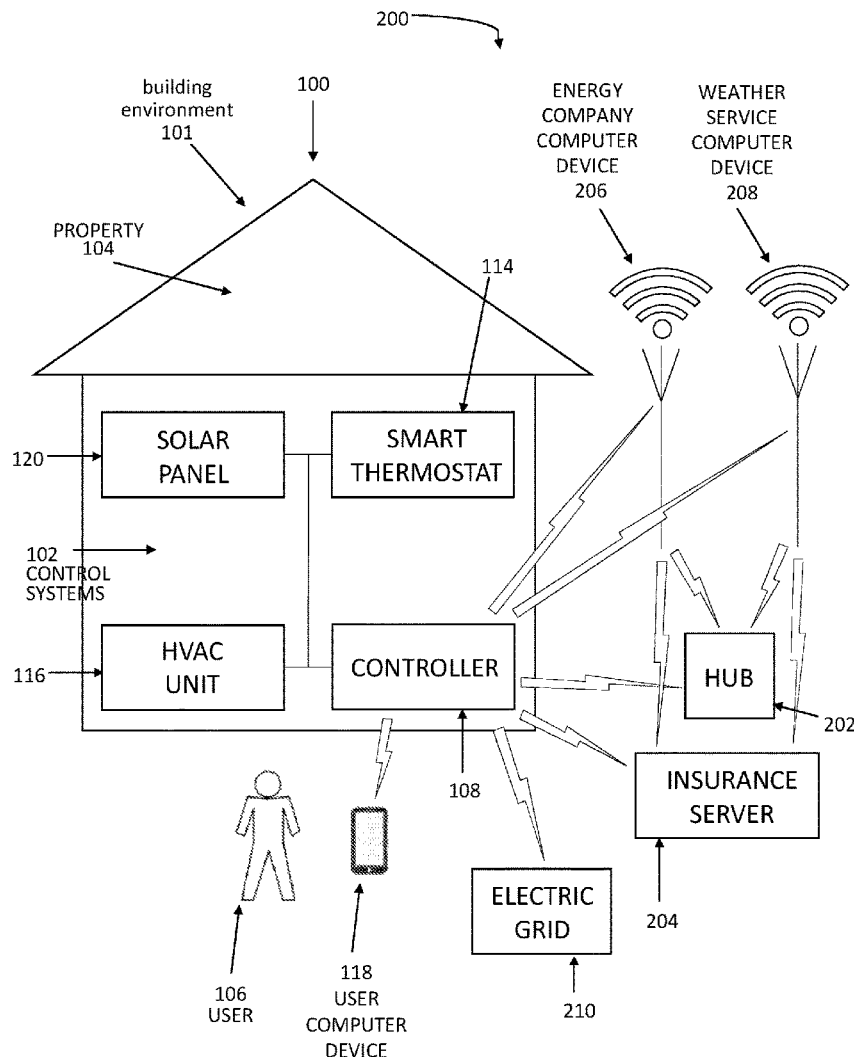 200
building
environment
101
100
ENERGY
COMPANY
COMPUTER
DEVICE
206
WEATHER
SERVICE
COMPUTER
DEVICE
208
PROPERTY
104
114
120
SOLAR
PANEL
SMART
THERMOSTAT
102
CONTROL
SYSTEMS
116
HVAC
UNIT
CONTROLLER
HUB
202
108
INSURANCE
SERVER
204
ELECTRIC
GRID
210
106
USER
118
USER
COMPUTER
DEVICE